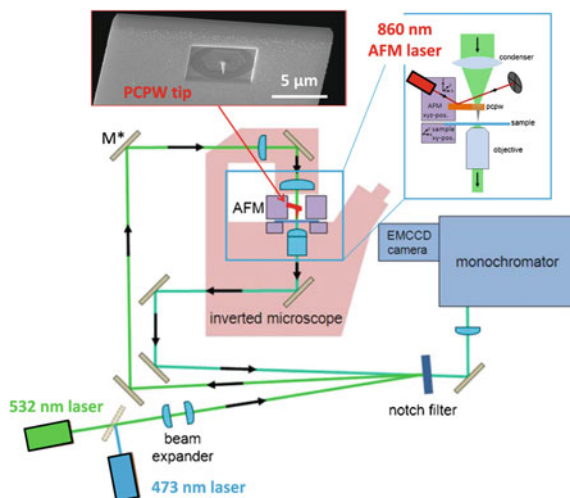 860 nm
AFM laser
5 µm
PCPW tip
condenser
AFM
xyz-pos.
pcpw
sample
xy-pos.
sample
objective
M*
AFM
EMCCD
camera
monochromator
inverted microscope
532 nm laser
notch filter
beam
expander
473 nm laser